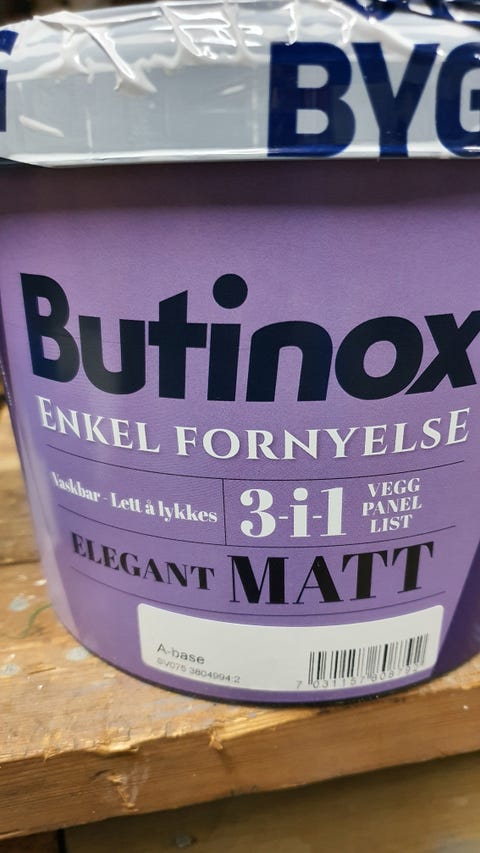 BYG
Butinox
ENKEL FORNYELSE
Vaskbar - Lett å lykkes
3-i-1
VEGG
PANEL
LIST
ELEGANT MATT
A-base